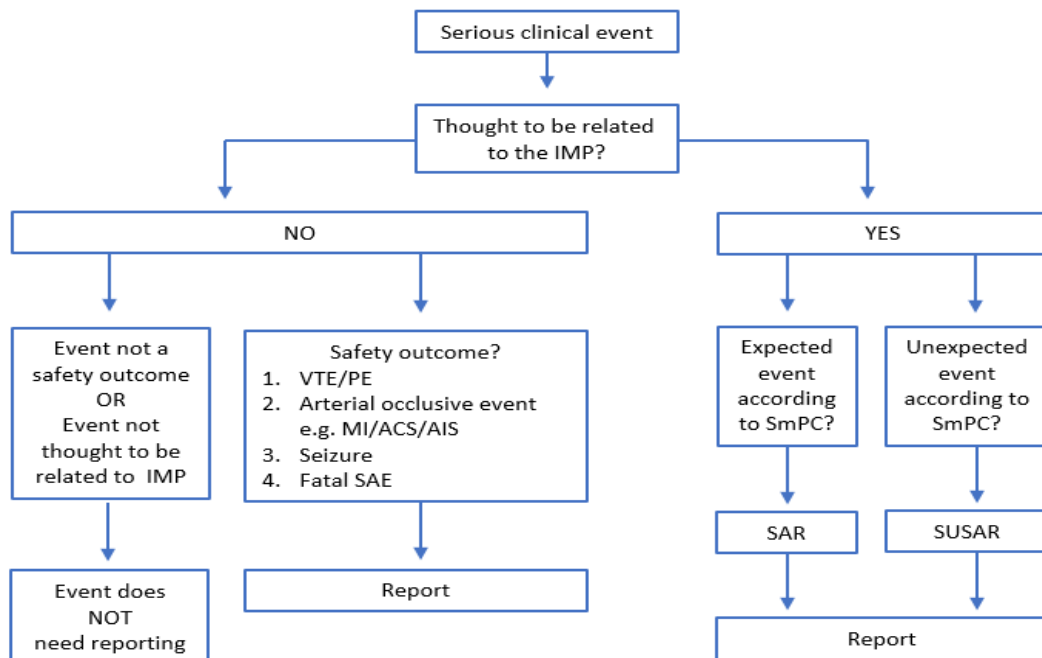 Serious clinical event
Thought to be related
to the IMP?
NO
YES
Event not a
safety outcome
OR
Event not
thought to be
related to IMP
Safety outcome?
1. VTE/PE
2. Arterial occlusive event
e.g. MI/ACS/AIS
3. Seizure
4. Fatal SAE
Expected
event
according
to SmPC?
Unexpected
event
according to
SmPC?
SAR
SUSAR
Event does
NOT
need reporting
Report
Report